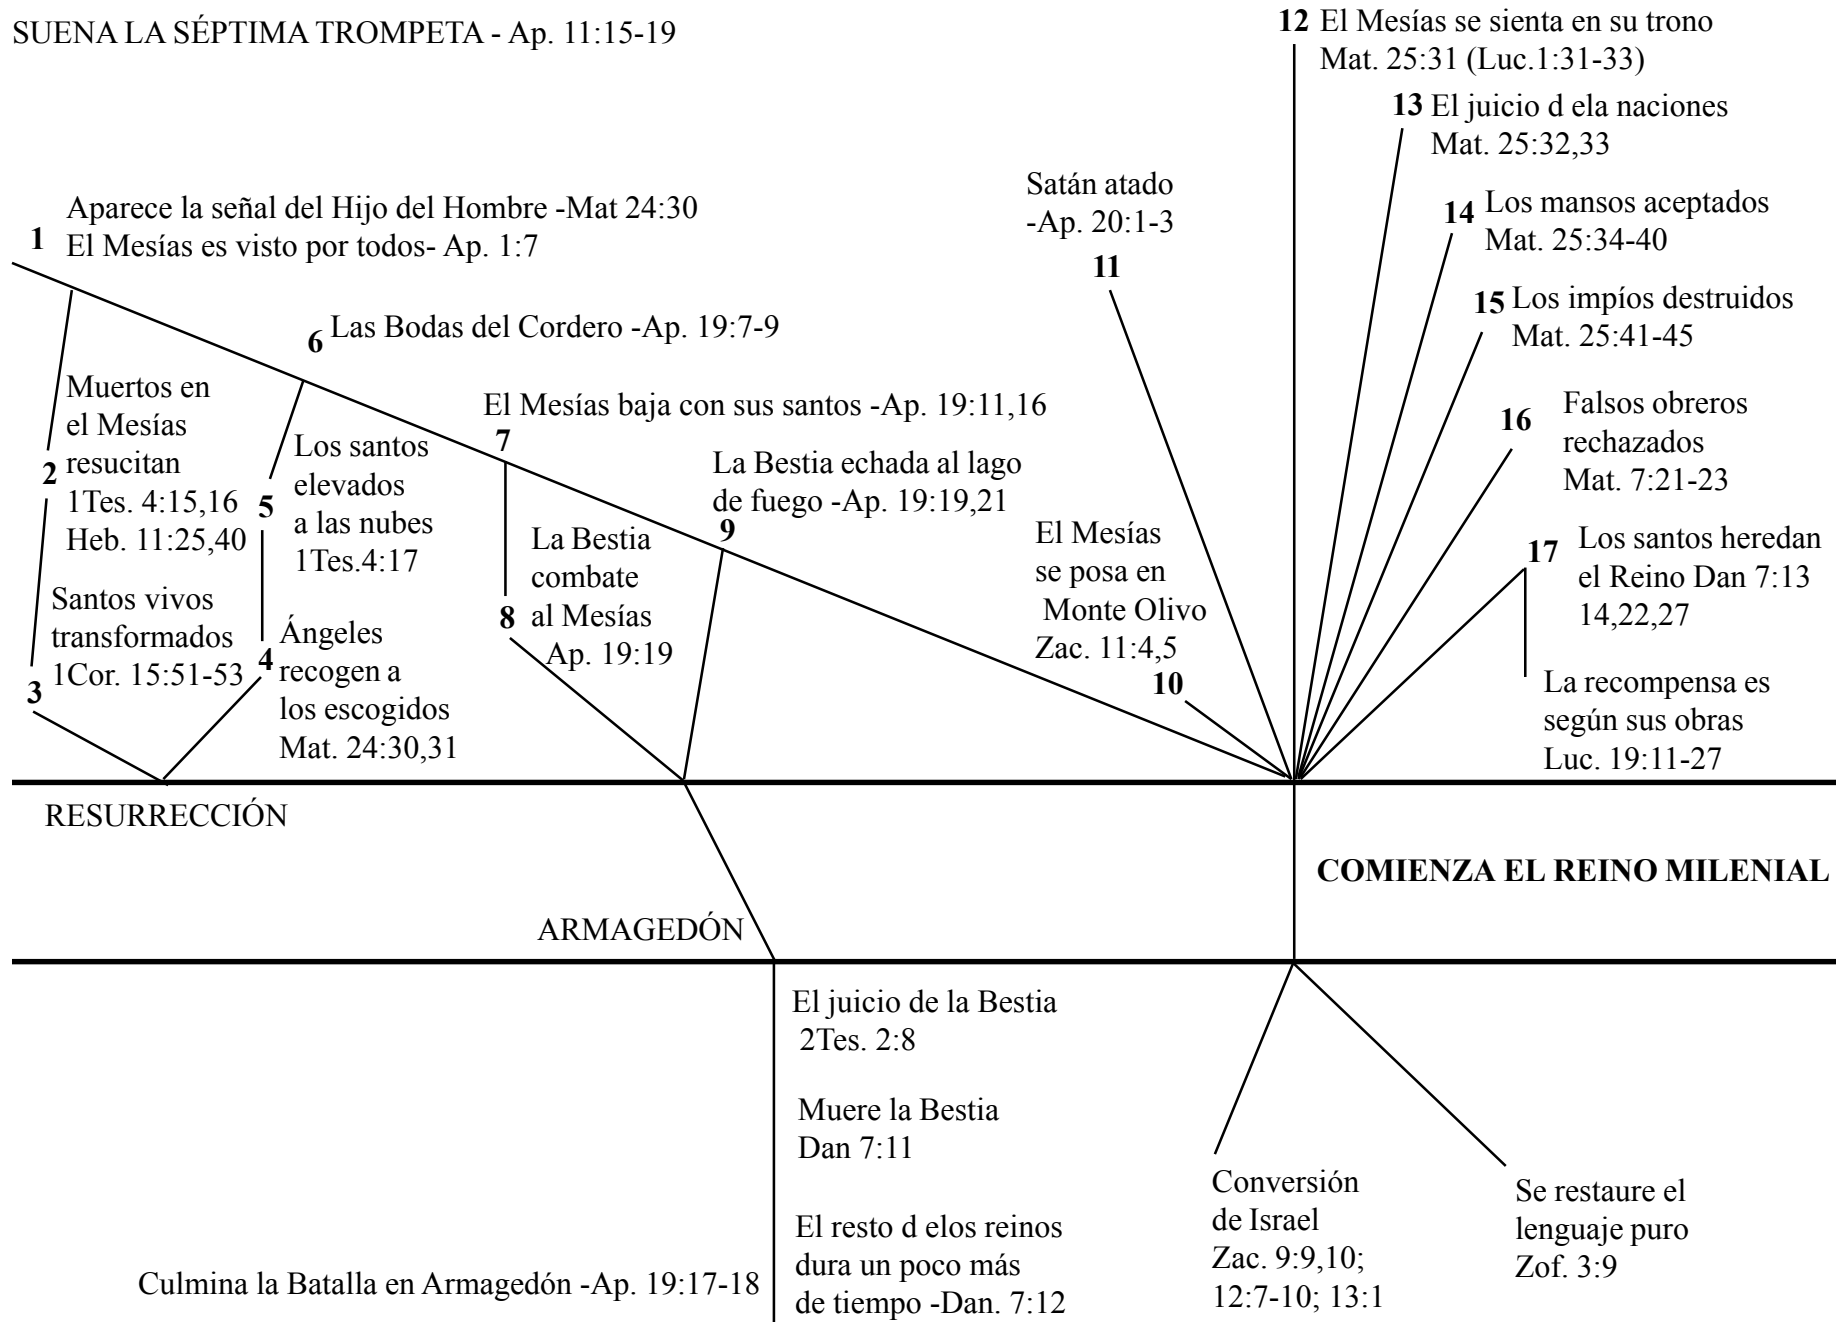 SUENA LA SÉPTIMA TROMPETA - Ap. 11:15-19
1
Aparece la señal del Hijo del Hombre -Mat 24:30
El Mesías es visto por todos- Ap. 1:7
2
Muertos en
el Mesías
resucitan
1Tes. 4:15,16
Heb. 11:25,40
3
Santos vivos
transformados
1Cor. 15:51-53
4
Ángeles
recogen a
los escogidos
Mat. 24:30,31
5
Los santos
elevados
a las nubes
1Tes.4:17
6 Las Bodas del Cordero -Ap. 19:7-9
El Mesías baja con sus santos -Ap. 19:11,16
7
8
La Bestia
combate
al Mesías
Ap. 19:19
La Bestia echada al lago
de fuego -Ap. 19:19,21
9
El Mesías
se posa en
Monte Olivo
Zac. 11:4,5
10
Satán atado
-Ap. 20:1-3
11
12 El Mesías se sienta en su trono
Mat. 25:31 (Luc.1:31-33)
13 El juicio d ela naciones
Mat. 25:32,33
14 Los mansos aceptados
Mat. 25:34-40
15 Los impíos destruidos
Mat. 25:41-45
16
Falsos obreros
rechazados
Mat. 7:21-23
17 Los santos heredan
el Reino Dan 7:13
14,22,27
La recompensa es
según sus obras
Luc. 19:11-27
RESURRECCIÓN
ARMAGEDÓN
COMIENZA EL REINO MILENIAL
El juicio de la Bestia
2Tes. 2:8
Muere la Bestia
Dan 7:11
El resto d elos reinos
dura un poco más
de tiempo -Dan. 7:12
Culmina la Batalla en Armagedón -Ap. 19:17-18
Conversión
de Israel
Zac. 9:9,10;
12:7-10; 13:1
Se restaure el
lenguaje puro
Zof. 3:9